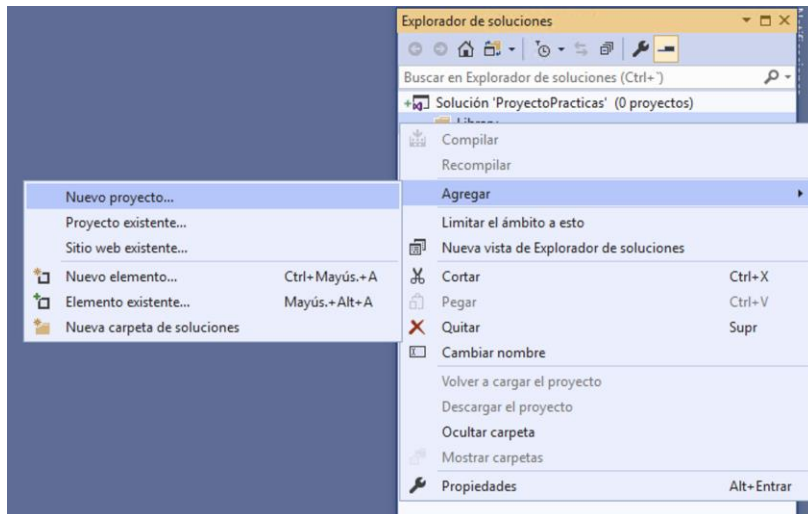 Explorador de soluciones
Buscar en Explorador de soluciones (Ctrl+´)
Solución 'ProyectoPracticas' (0 proyectos)
Library
Compilar
Recompilar
Agregar
Limitar el ámbito a esto
Nueva vista de Explorador de soluciones
Cortar Ctrl+X
Pegar Ctrl+V
Quitar Supr
Cambiar nombre
Volver a cargar el proyecto
Descargar el proyecto
Ocultar carpeta
Mostrar carpetas
Propiedades Alt+Entrar
Nuevo proyecto...
Proyecto existente...
Sitio web existente...
Nuevo elemento... Ctrl+Mayús.+A
Elemento existente... Mayús.+Alt+A
Nueva carpeta de soluciones